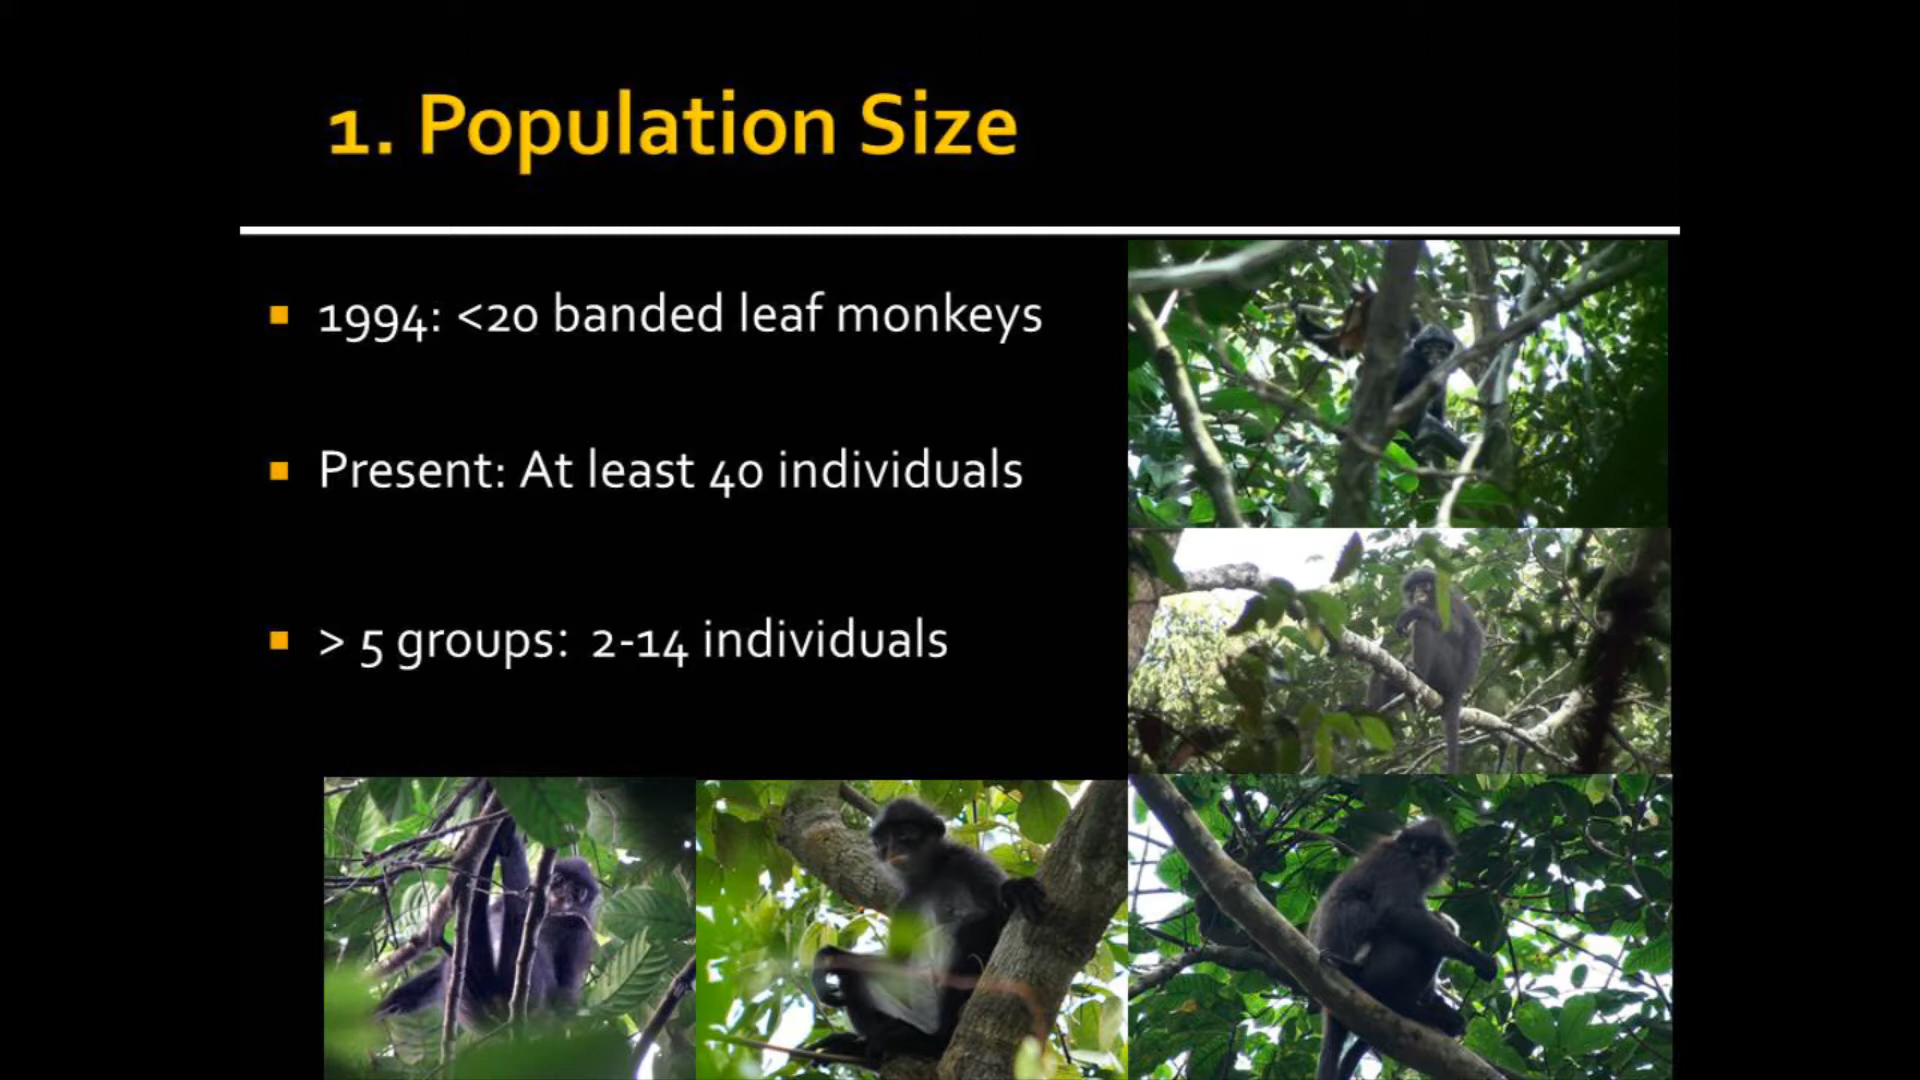 1. Population Size
1994: <20 banded leaf monkeys
Present: At least 40 individuals
> 5 groups: 2-14 individuals